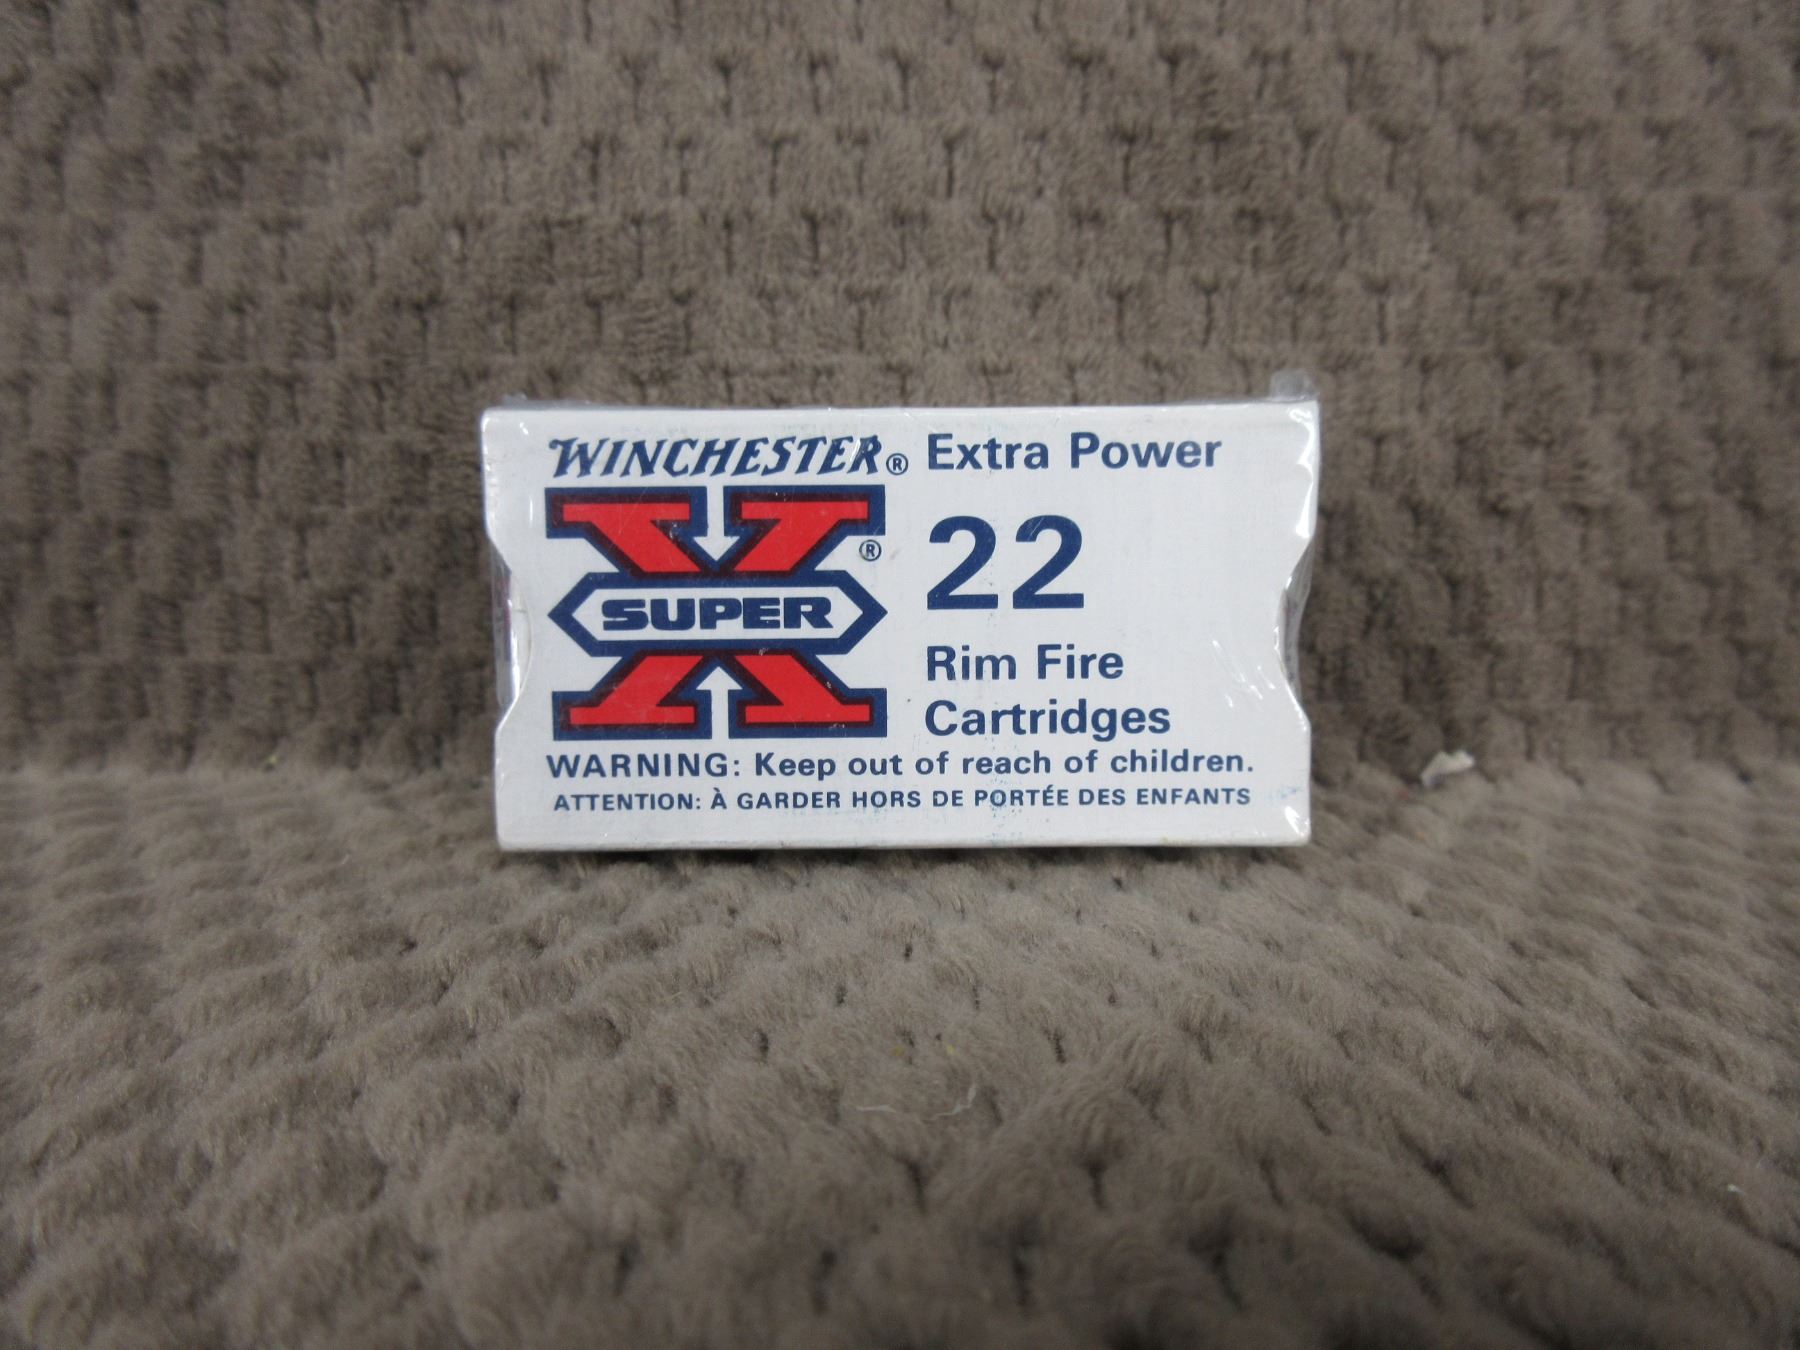 WINCHESTER® Extra Power
SUPER X®
22
Rim Fire
Cartridges
WARNING: Keep out of reach of children.
ATTENTION: À GARDER HORS DE PORTÉE DES ENFANTS